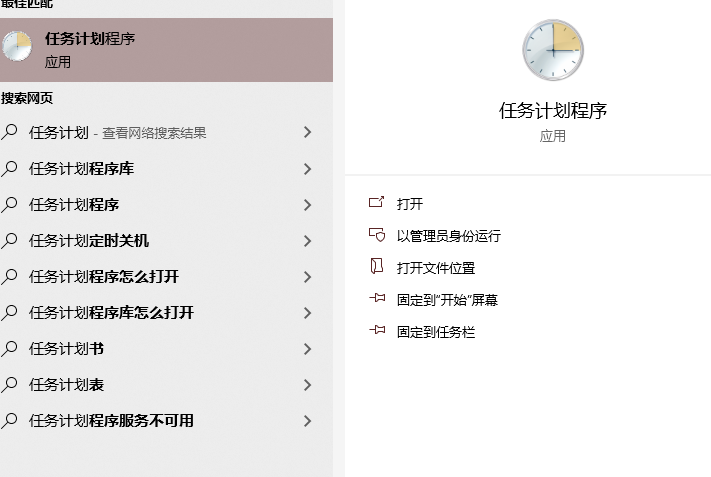 最佳匹配
任务计划程序
应用
搜索网页
任务计划 - 查看网络搜索结果
任务计划程序库
任务计划程序
任务计划定时关机
任务计划程序怎么打开
任务计划程序库怎么打开
任务计划书
任务计划表
任务计划程序服务不可用
任务计划程序
应用
打开
以管理员身份运行
打开文件位置
固定到“开始”屏幕
固定到任务栏